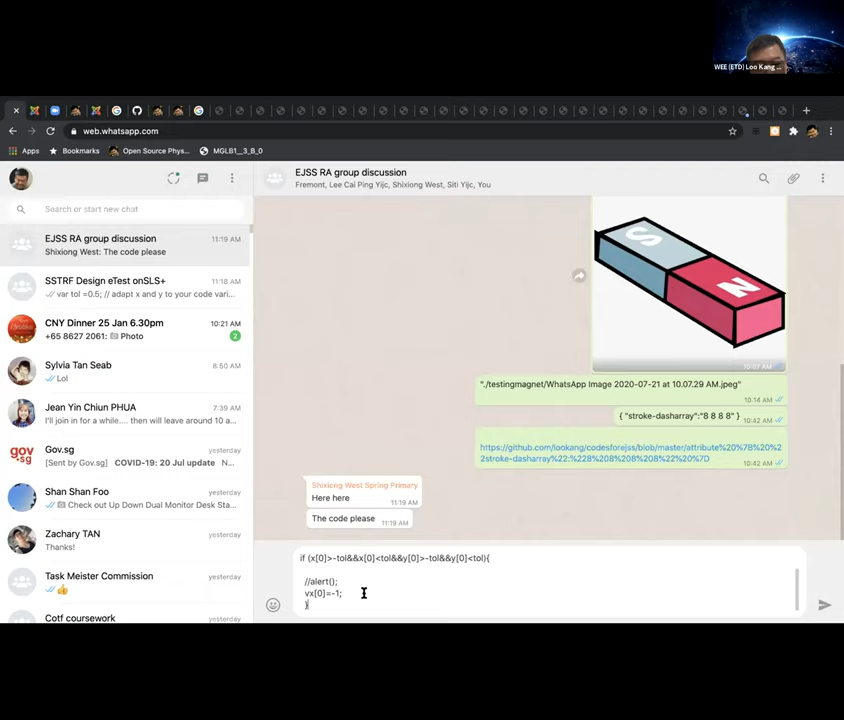 WEE (ETD) Loo Kang ...
web.whatsapp.com
Apps
Bookmarks
Open Source Phys...
MGLB1__3_B_0
EJSS RA group discussion
Fremont, Lee Cai Ping Yijc, Shixiong West, Siti Yijc, You
Search or start new chat
EJSS RA group discussion
11:19 AM
Shixiong West: The code please
SSTRF Design eTest onSLS+
11:18 AM
var tol =0.5; // adapt x and y to your code vari...
CNY Dinner 25 Jan 6.30pm
10:21 AM
+65 8627 2061: Photo
2
Sylvia Tan Seab
8:50 AM
Lol
Jean Yin Chiun PHUA
7:39 AM
I'll join in for a while.... then will leave around 10 a...
Gov.sg
yesterday
gov
sg
[Sent by Gov.sg] COVID-19: 20 Jul update N...
Shan Shan Foo
yesterday
Check out Up Down Dual Monitor Desk Sta...
Zachary TAN
yesterday
Thanks!
Task Meister Commission
yesterday
Cotf coursework
yesterday
S
N
10:07 AM
"./testingmagnet/WhatsApp Image 2020-07-21 at 10.07.29 AM.jpeg"
10:14 AM
{ "stroke-dasharray":"8 8 8 8" }
10:42 AM
https://github.com/lookang/codesforejss/blob/master/attribute%20%7B%20%2
2stroke-dasharray%22:%228%208%208%208%22%20%7D
10:42 AM
Shixiong West Spring Primary
Here here
11:19 AM
The code please
11:19 AM
if (x[0]>-tol&&x[0]<tol&&y[0]>-tol&&y[0]<tol){
//alert();
vx[0]=-1;
}